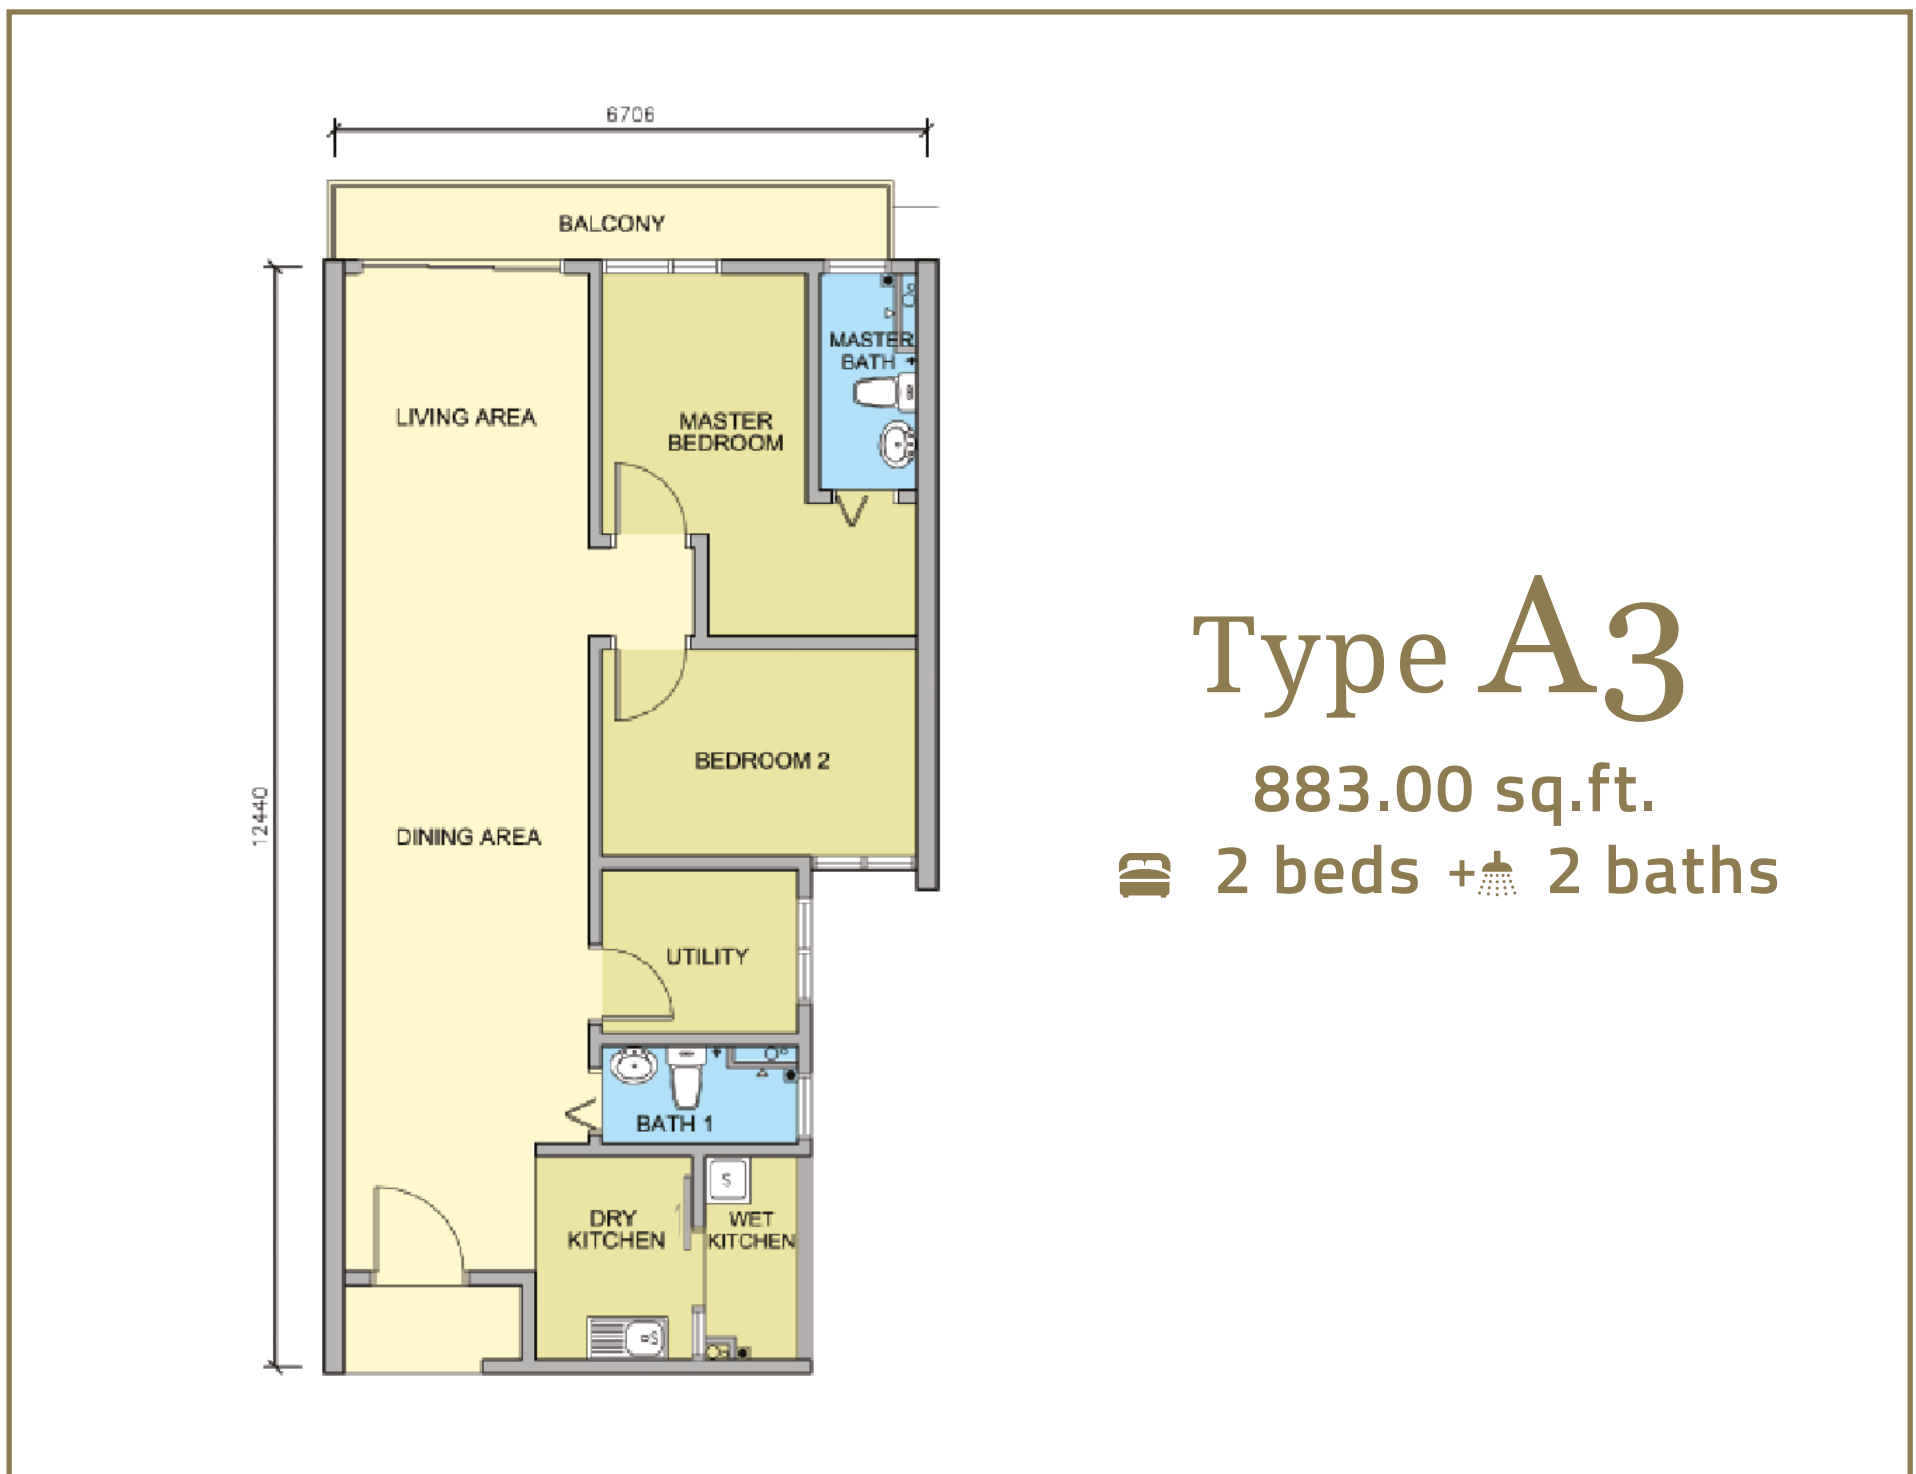 6706
BALCONY
MASTER
BATH
LIVING AREA
MASTER
BEDROOM
Type A3
BEDROOM 2
883.00 sq.ft.
12440
DINING AREA
2 beds + 2 baths
UTILITY
BATH 1
S
DRY
KITCHEN
WET
KITCHEN
S